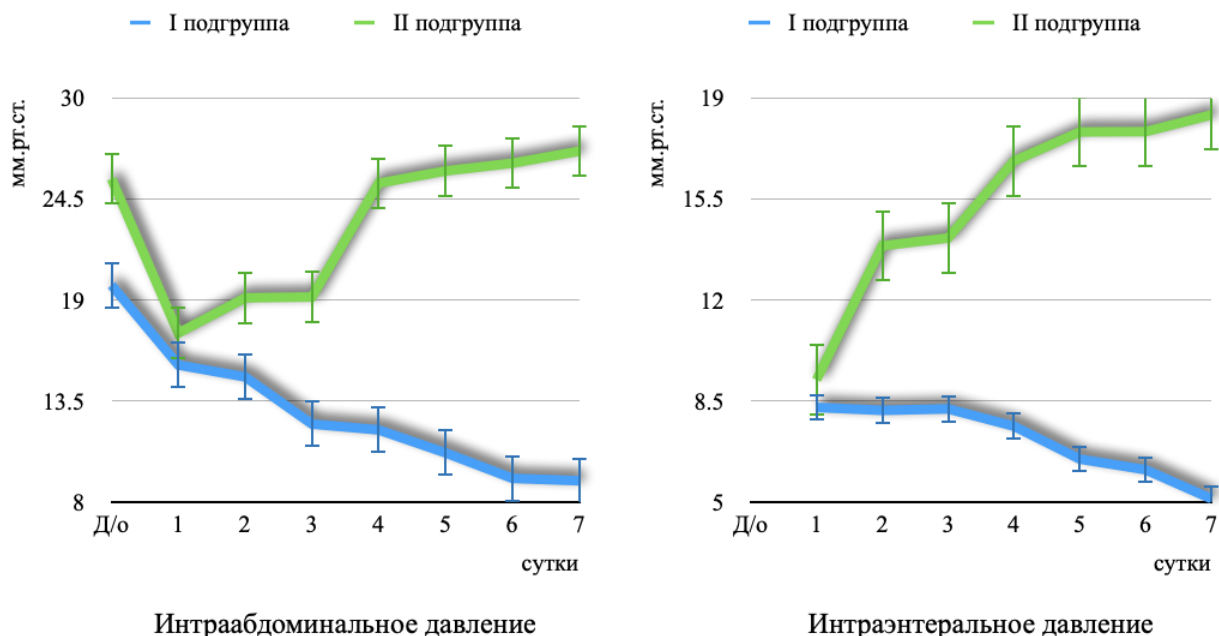 I подгруппа II подгруппа
мм.рт.ст.
30
24.5
19
13.5
8
Д/о 1 2 3 4 5 6 7
сутки
Интраабдоминальное давление
I подгруппа II подгруппа
мм.рт.ст.
19
15.5
12
8.5
5
Д/о 1 2 3 4 5 6 7
сутки
Интраэнтеральное давление